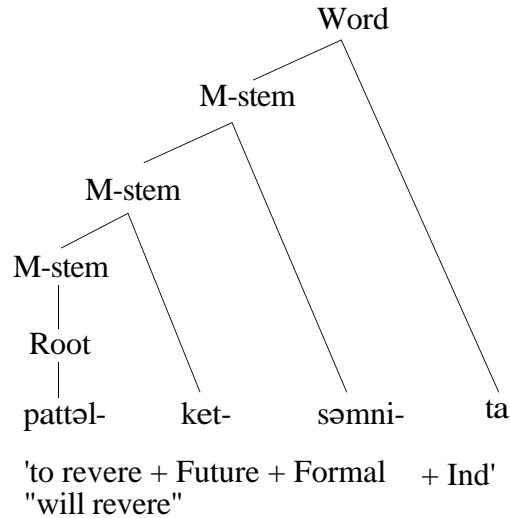 Word
M-stem
M-stem
M-stem
Root
pattəl- ket- səmni- ta
'to revere + Future + Formal + Ind'
"will revere"